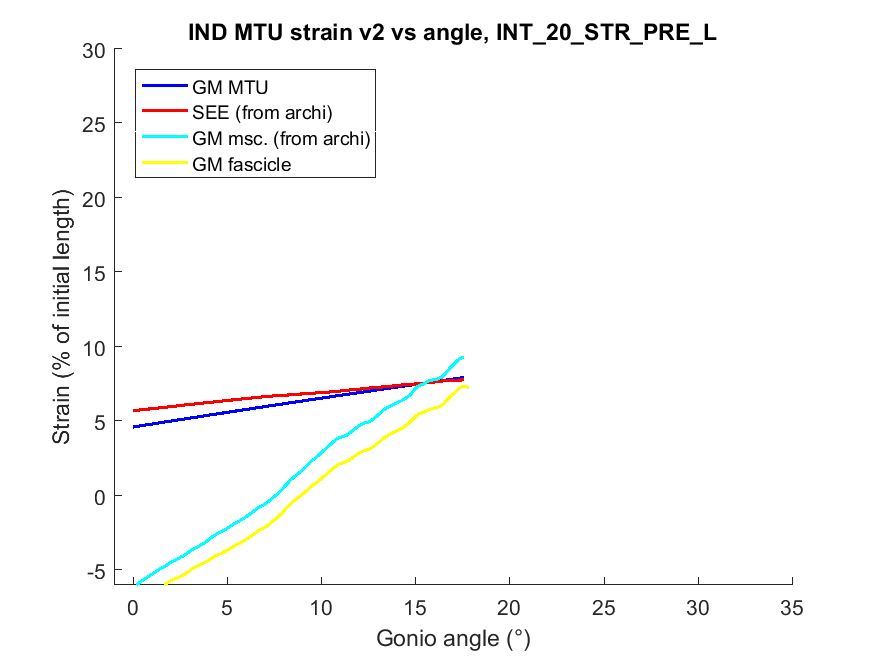 IND MTU strain v2 vs angle, INT_20_STR_PRE_L
30
25
20
15
10
5
0
-5
Strain (% of initial length)
GM MTU
SEE (from archi)
GM msc. (from archi)
GM fascicle
0 5 10 15 20 25 30 35
Gonio angle (°)